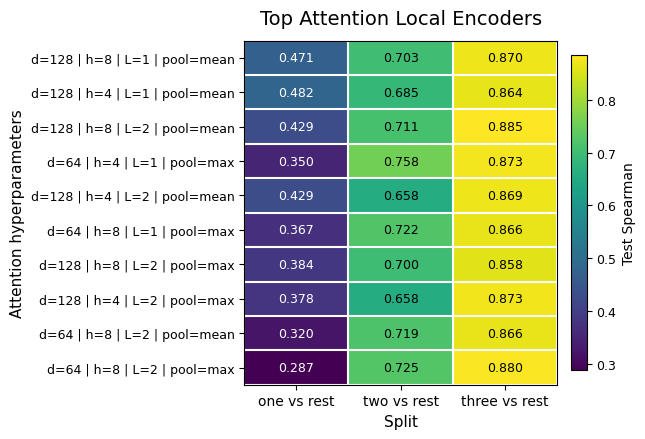 Top Attention Local Encoders
Attention hyperparameters
d=128 | h=8 | L=1 | pool=mean 0.471 0.703 0.870
d=128 | h=4 | L=1 | pool=mean 0.482 0.685 0.864
d=128 | h=8 | L=2 | pool=mean 0.429 0.711 0.885
d=64 | h=4 | L=1 | pool=max 0.350 0.758 0.873
d=128 | h=4 | L=2 | pool=mean 0.429 0.658 0.869
d=64 | h=8 | L=1 | pool=max 0.367 0.722 0.866
d=128 | h=8 | L=2 | pool=max 0.384 0.700 0.858
d=128 | h=4 | L=2 | pool=max 0.378 0.658 0.873
d=64 | h=8 | L=2 | pool=mean 0.320 0.719 0.866
d=64 | h=8 | L=2 | pool=max 0.287 0.725 0.880
one vs rest two vs rest three vs rest
Split
0.8
0.7
0.6
0.5
0.4
0.3
Test Spearman